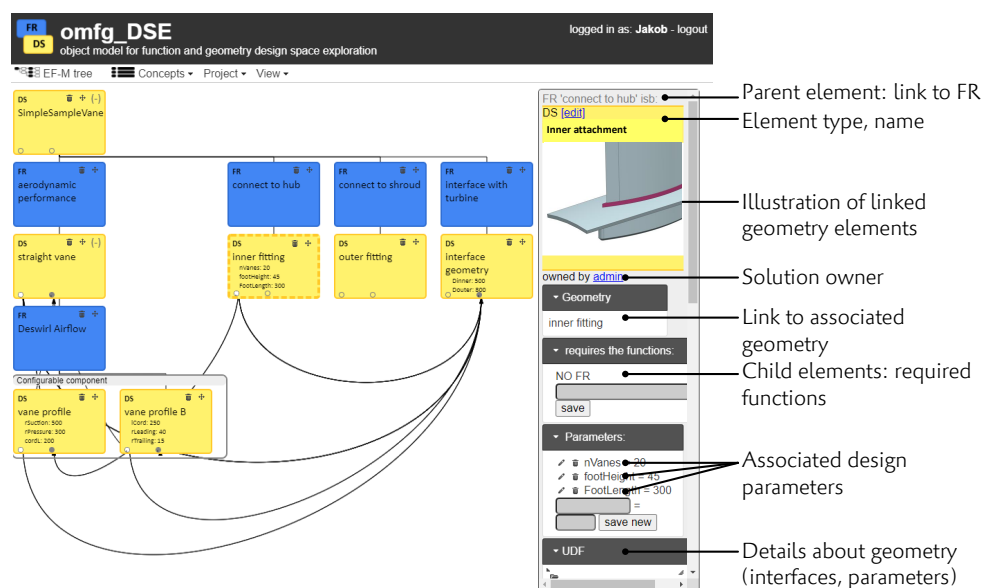 FR
DS
omfg_DSE
object model for function and geometry design space exploration
logged in as: Jakob - logout
EF-M tree
Concepts
Project
View
DS
(-)
SimpleSampleVane
FR
aerodynamic
performance
FR
connect to hub
FR
connect to shroud
FR
interface with
turbine
DS
(-)
straight vane
DS
inner fitting
nVanes: 20
footHeight: 45
FootLength: 300
DS
outer fitting
DS
interface
geometry
Dinner: 500
Douter: 800
FR
Deswirl Airflow
Configurable component
DS
vane profile
rSuction: 500
rPressure: 300
cordL: 200
DS
vane profile B
lCord: 250
rLeading: 40
rTrailing: 15
FR 'connect to hub' isb:
DS [edit]
Inner attachment
owned by admin
Geometry
inner fitting
requires the functions:
NO FR
save
Parameters:
nVanes = 20
footHeight = 45
FootLength = 300
=
save new
UDF
Parent element: link to FR
Element type, name
Illustration of linked
geometry elements
Solution owner
Link to associated
geometry
Child elements: required
functions
Associated design
parameters
Details about geometry
(interfaces, parameters)